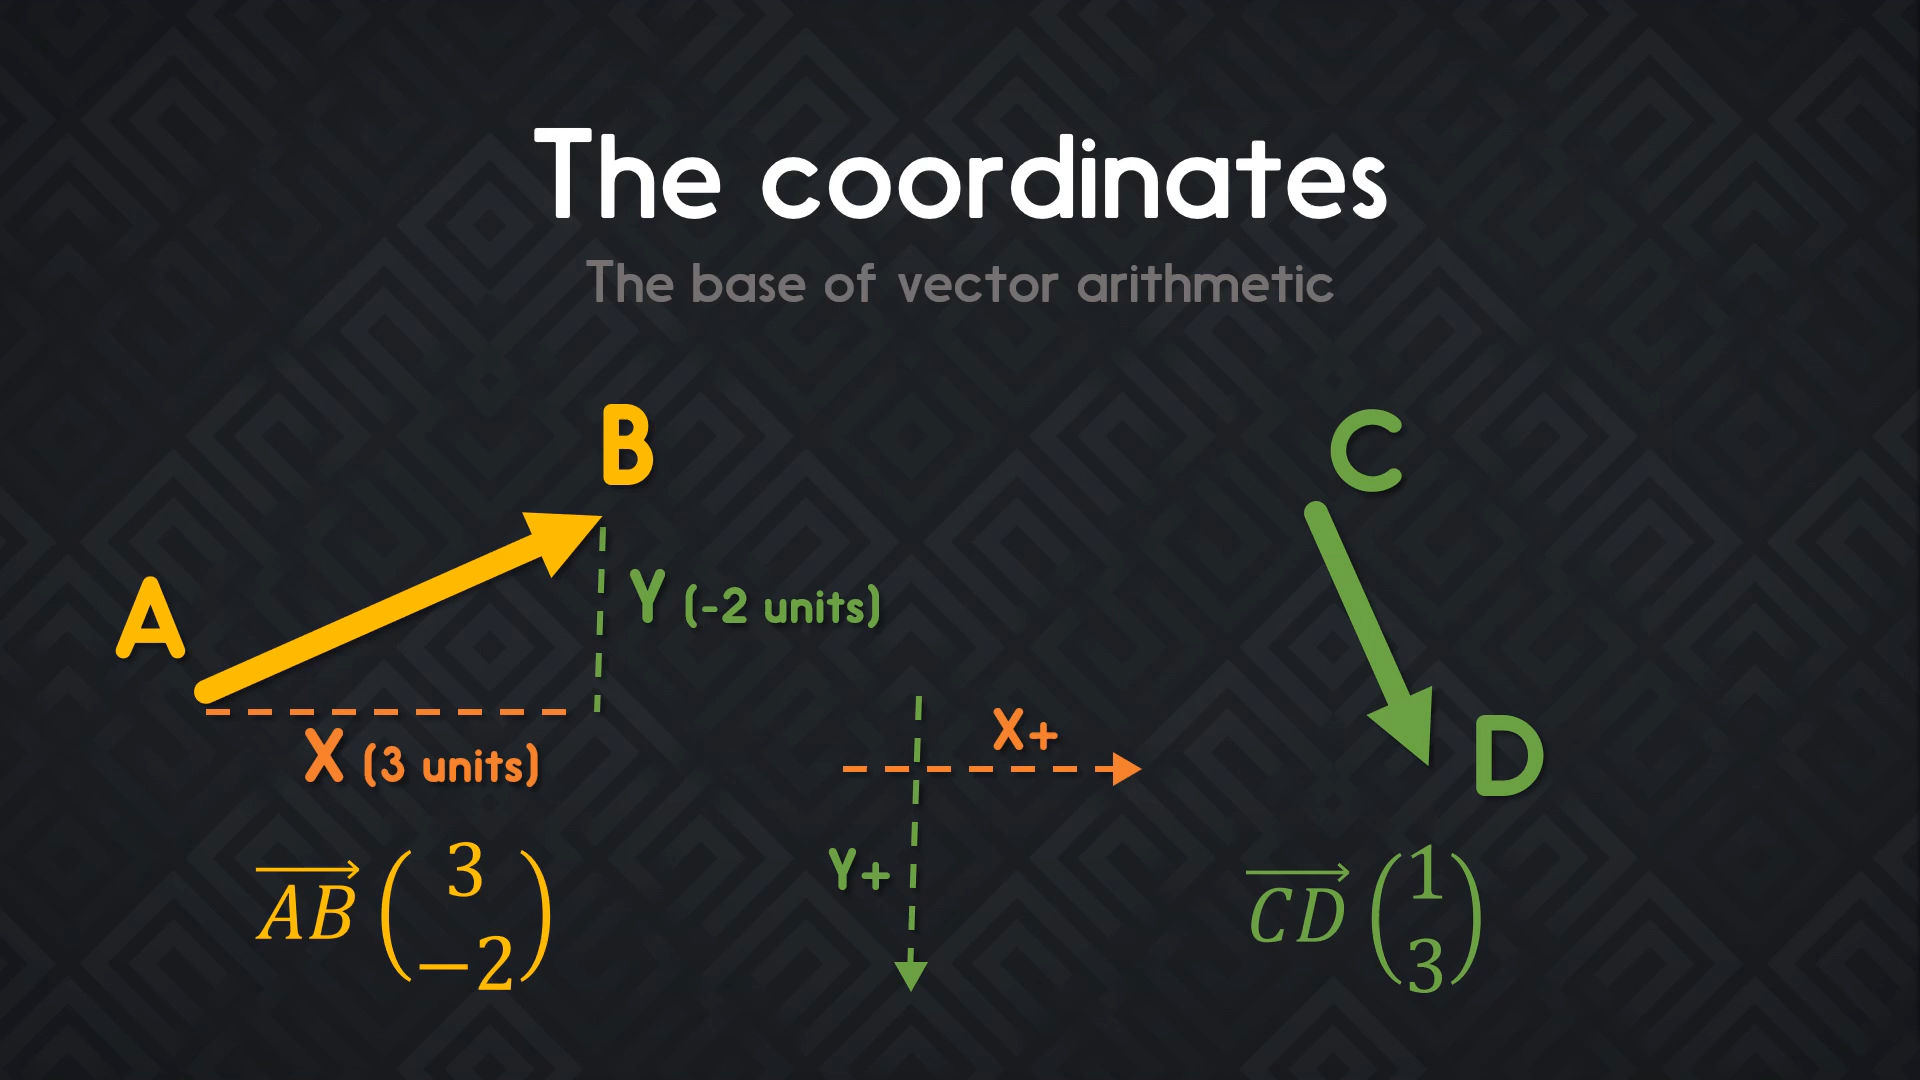 The coordinates
The base of vector arithmetic
A
B
Y (-2 units)
X (3 units)
AB
3
−2
X+
Y+
C
D
CD
1
3